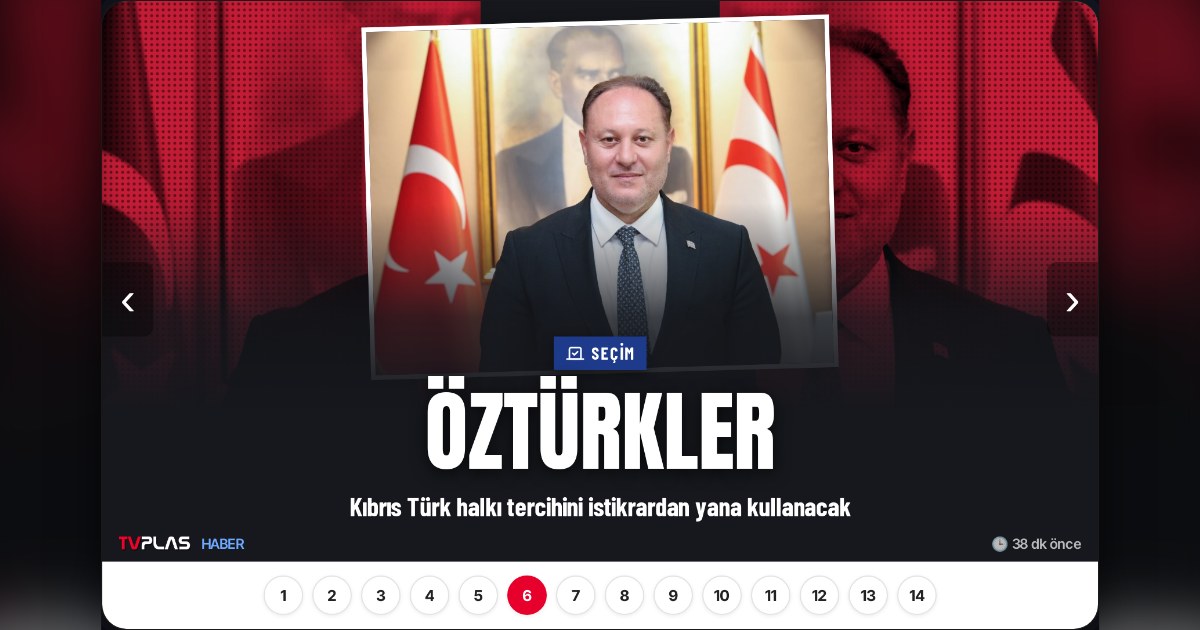 SEÇİM
ÖZTÜRKLER
Kıbrıs Türk halkı tercihini istikrardan yana kullanacak
TVPLAS HABER
38 dk önce
1 2 3 4 5 6 7 8 9 10 11 12 13 14